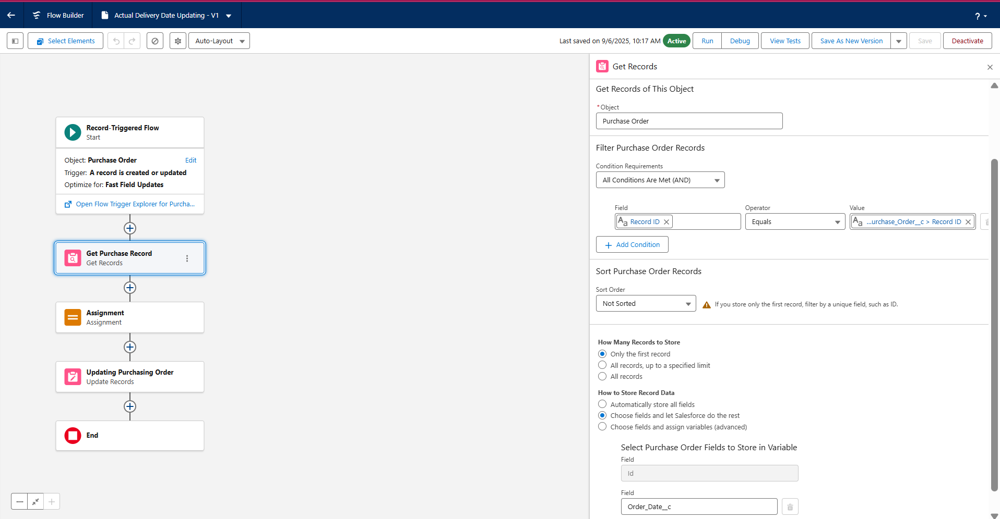 Flow Builder
Actual Delivery Date Updating - V1
?
Select Elements
Auto-Layout
Last saved on 9/6/2025, 10:17 AM
Active
Run
Debug
View Tests
Save As New Version
Save
Deactivate
Record-Triggered Flow
Start
Object: Purchase Order
Edit
Trigger: A record is created or updated
Optimize for: Fast Field Updates
Open Flow Trigger Explorer for Purcha...
Get Purchase Record
Get Records
Assignment
Assignment
Updating Purchasing Order
Update Records
End
Get Records
Get Records of This Object
*Object
Purchase Order
Filter Purchase Order Records
Condition Requirements
All Conditions Are Met (AND)
Field
Operator
Value
Aa Record ID
Equals
Aa ...urchase_Order__c > Record ID
+ Add Condition
Sort Purchase Order Records
Sort Order
Not Sorted
If you store only the first record, filter by a unique field, such as ID.
How Many Records to Store
Only the first record
All records, up to a specified limit
All records
How to Store Record Data
Automatically store all fields
Choose fields and let Salesforce do the rest
Choose fields and assign variables (advanced)
Select Purchase Order Fields to Store in Variable
Field
Id
Field
Order_Date__c